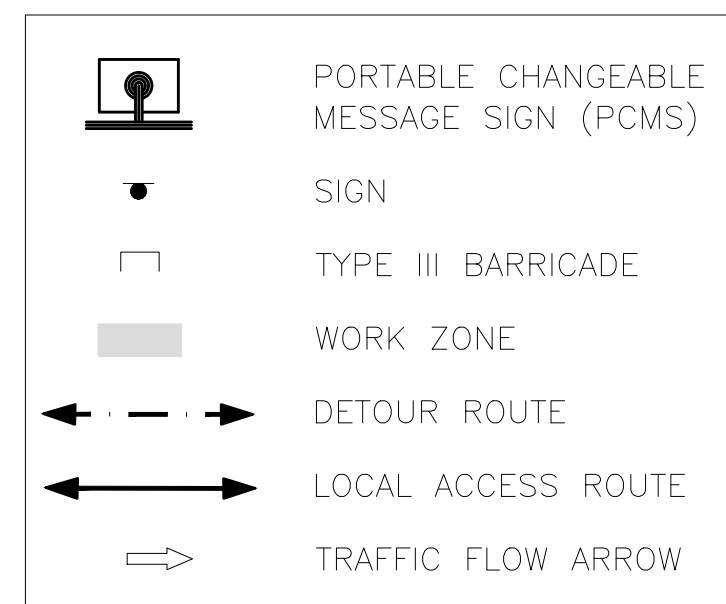 PORTABLE CHANGEABLE
MESSAGE SIGN (PCMS)
SIGN
TYPE III BARRICADE
WORK ZONE
DETOUR ROUTE
LOCAL ACCESS ROUTE
TRAFFIC FLOW ARROW